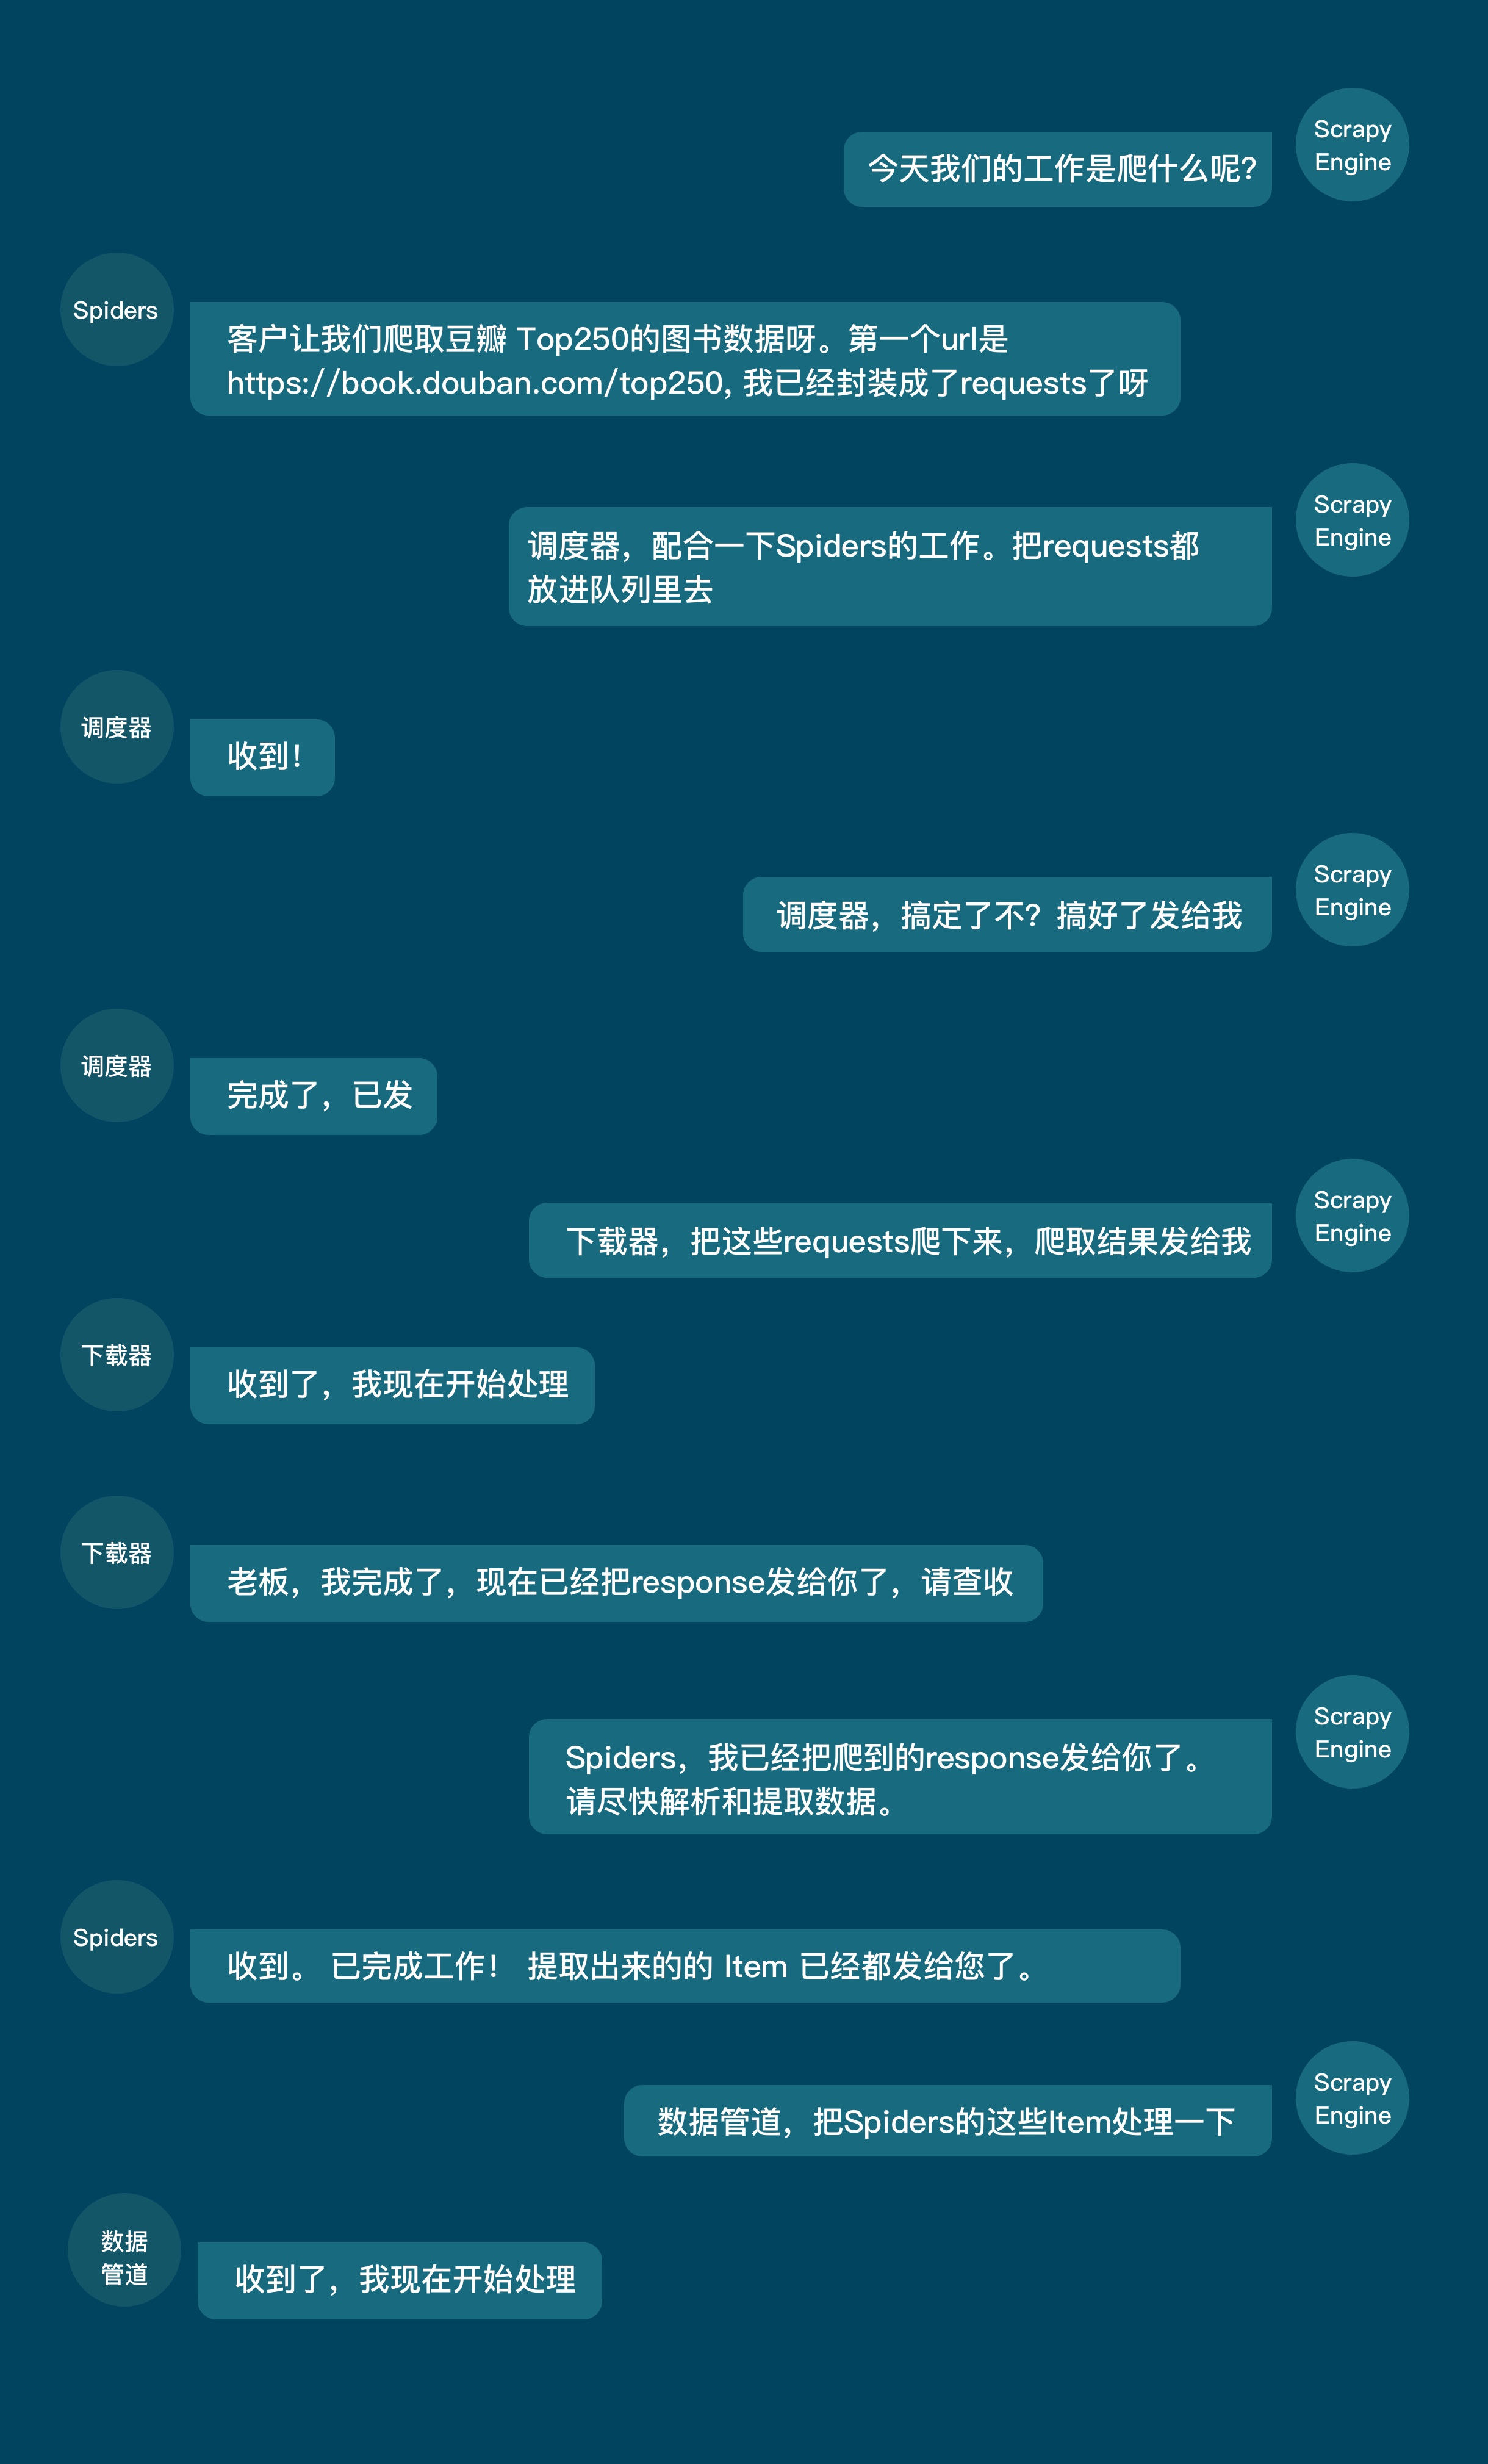 Scrapy
Engine
今天我们的工作是爬什么呢?
Spiders
客户让我们爬取豆瓣 Top250的图书数据呀。第一个url是
https://book.douban.com/top250, 我已经封装成了requests了呀
Scrapy
Engine
调度器，配合一下Spiders的工作。把requests都
放进队列里去
调度器
收到！
Scrapy
Engine
调度器，搞定了不？搞好了发给我
调度器
完成了，已发
Scrapy
Engine
下载器，把这些requests爬下来，爬取结果发给我
下载器
收到了，我现在开始处理
下载器
老板，我完成了，现在已经把response发给你了，请查收
Scrapy
Engine
Spiders，我已经把爬到的response发给你了。
请尽快解析和提取数据。
Spiders
收到。 已完成工作！ 提取出来的的 Item 已经都发给您了。
Scrapy
Engine
数据管道，把Spiders的这些Item处理一下
数据
管道
收到了，我现在开始处理